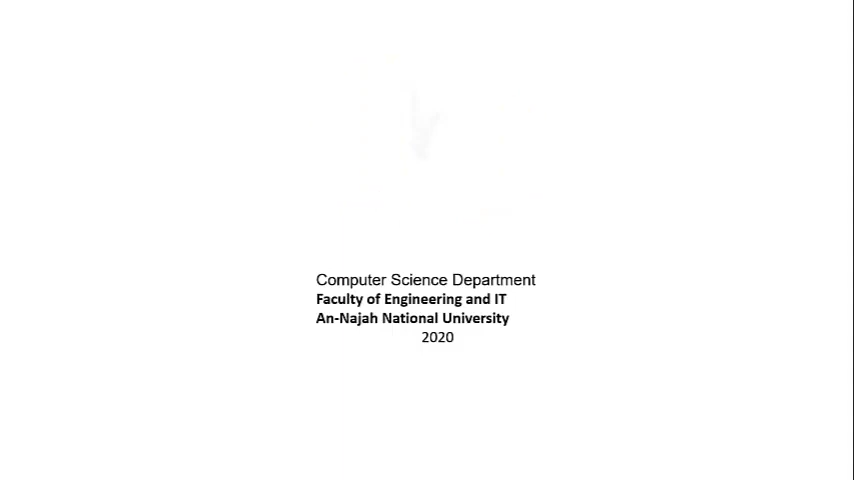 Computer Science Department
Faculty of Engineering and IT
An-Najah National University
2020